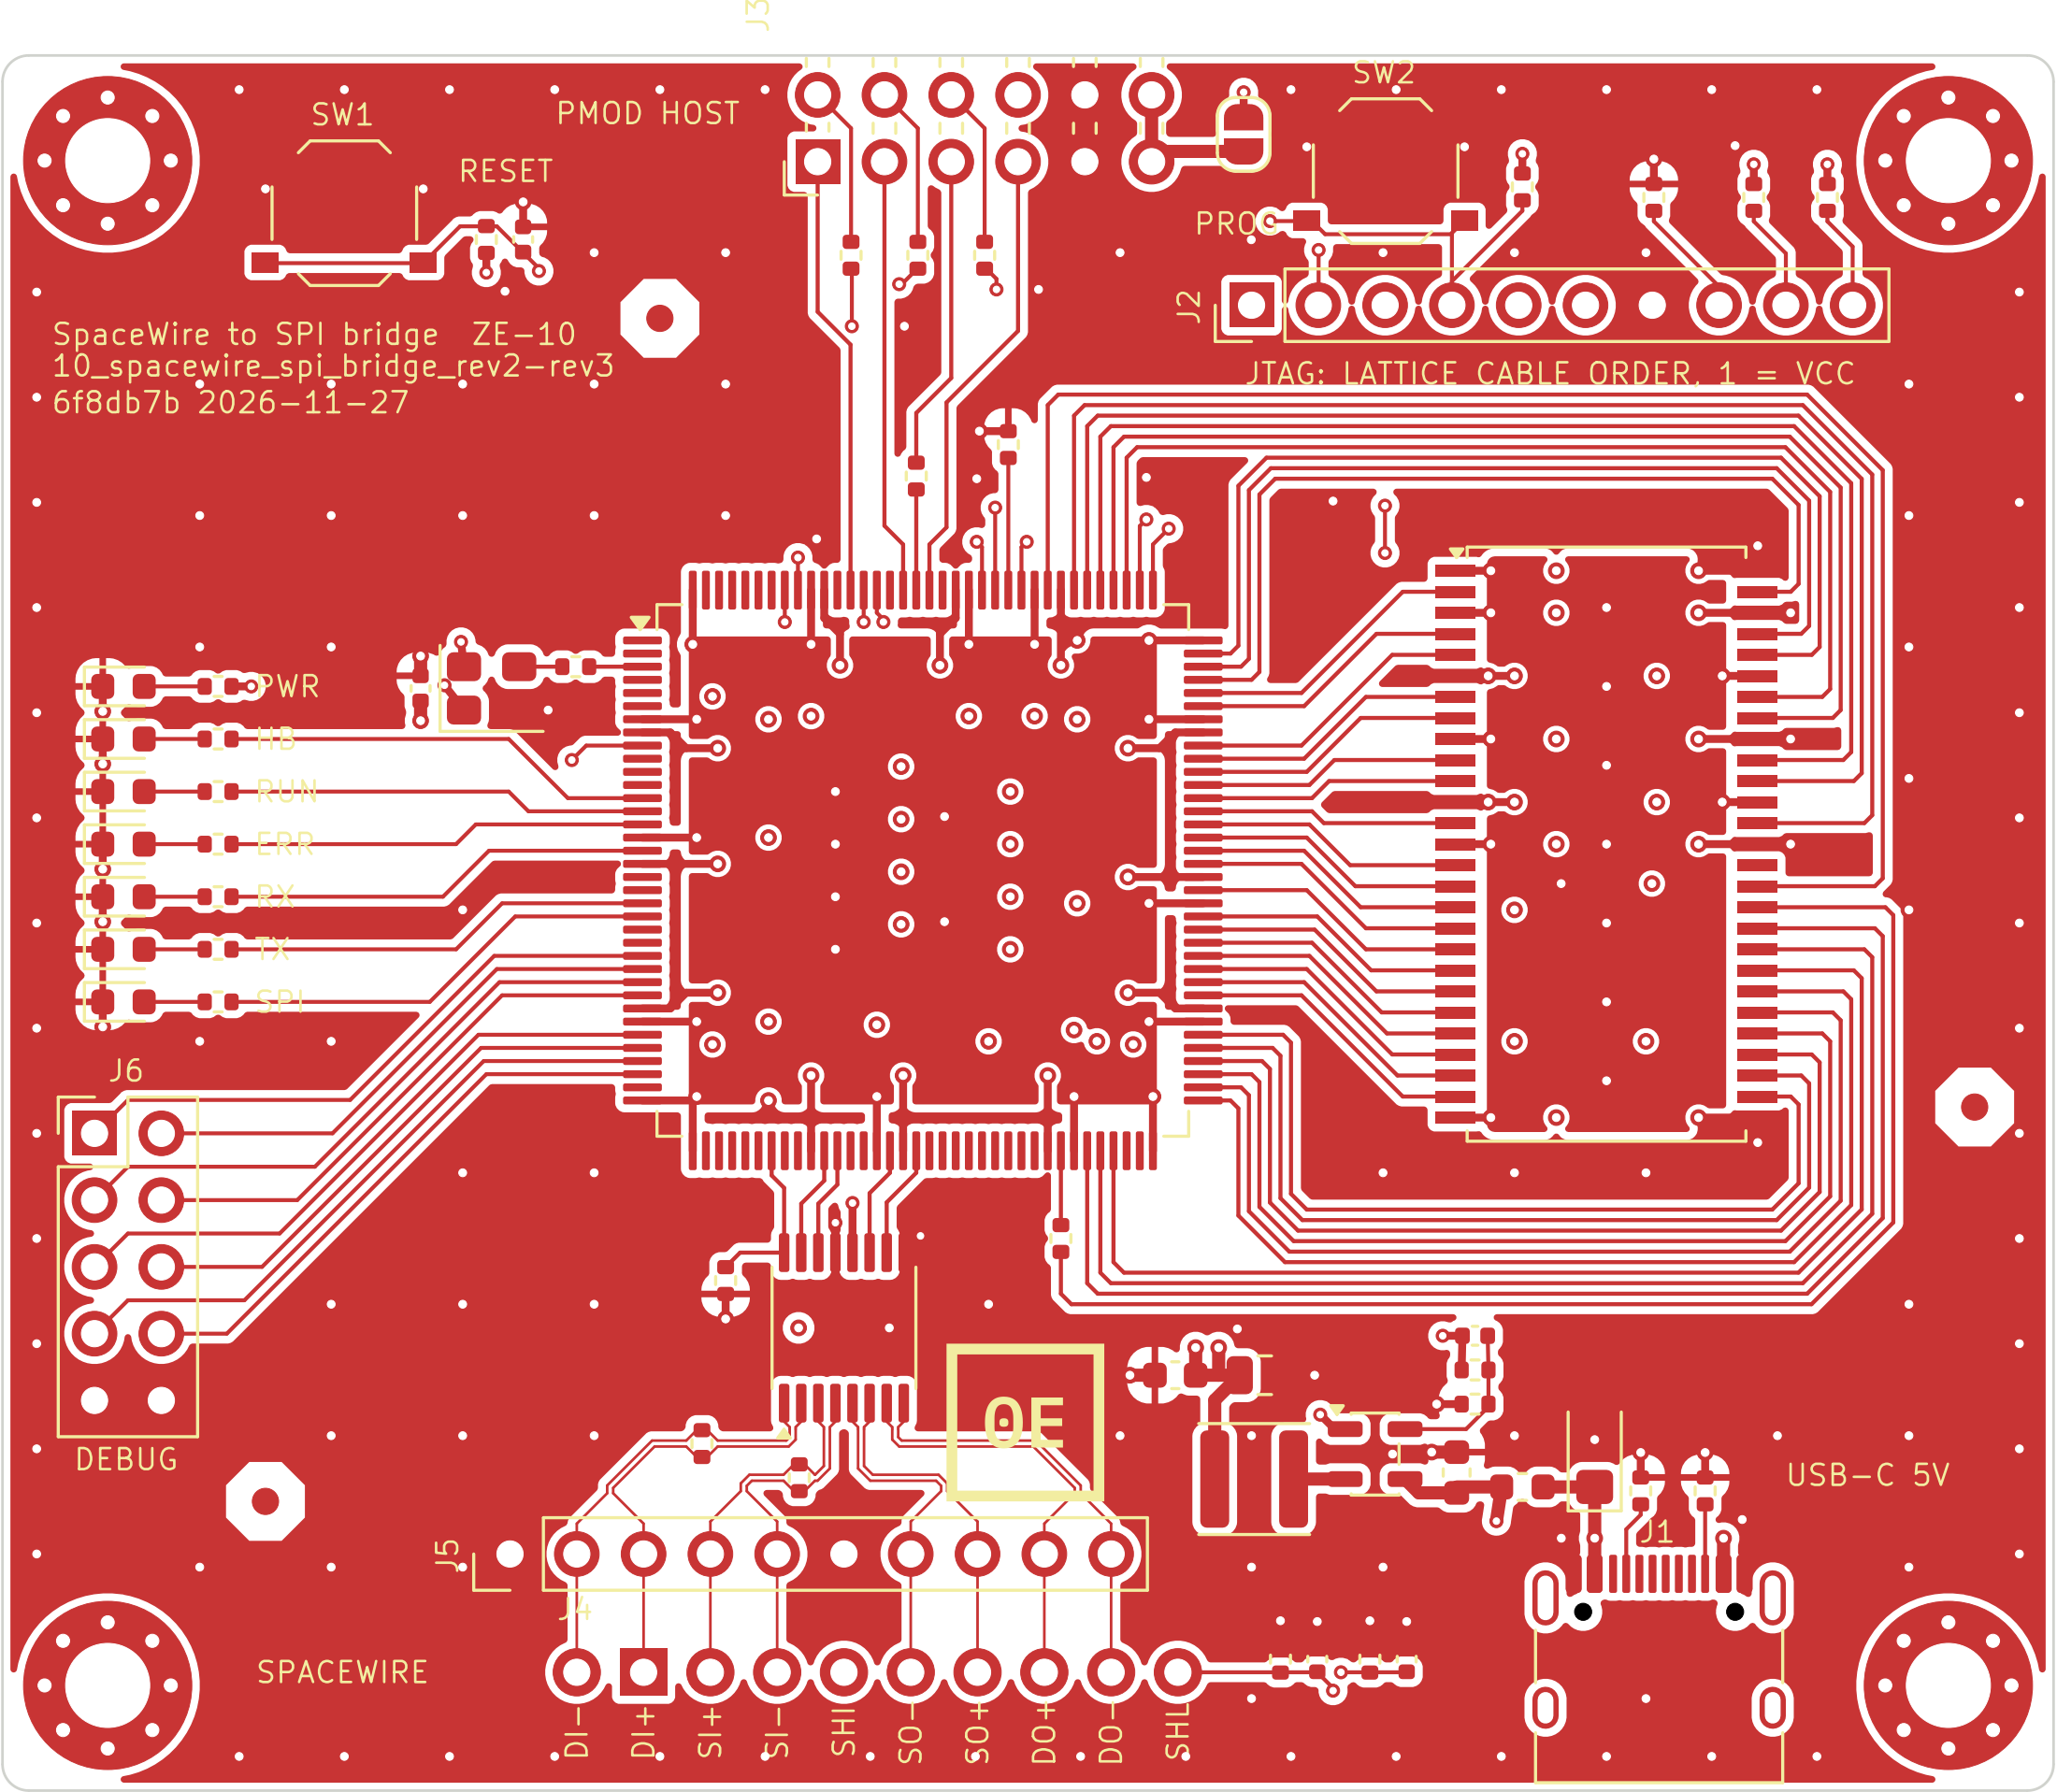 J3
SW2
SW1
PMOD HOST
RESET
PROG
J2
SpaceWire to SPI bridge  ZE-10
10_spacewire_spi_bridge_rev2-rev3
6f8db7b 2026-11-27
JTAG: LATTICE CABLE ORDER, 1 = VCC
PWR
HB
RUN
ERR
RX
TX
SPI
J6
0E
DEBUG
USB-C 5V
J1
J5
J4
SPACEWIRE
DI-
DI+
SI+
SI-
SHI
SO-
SO+
DO+
DO-
SHL